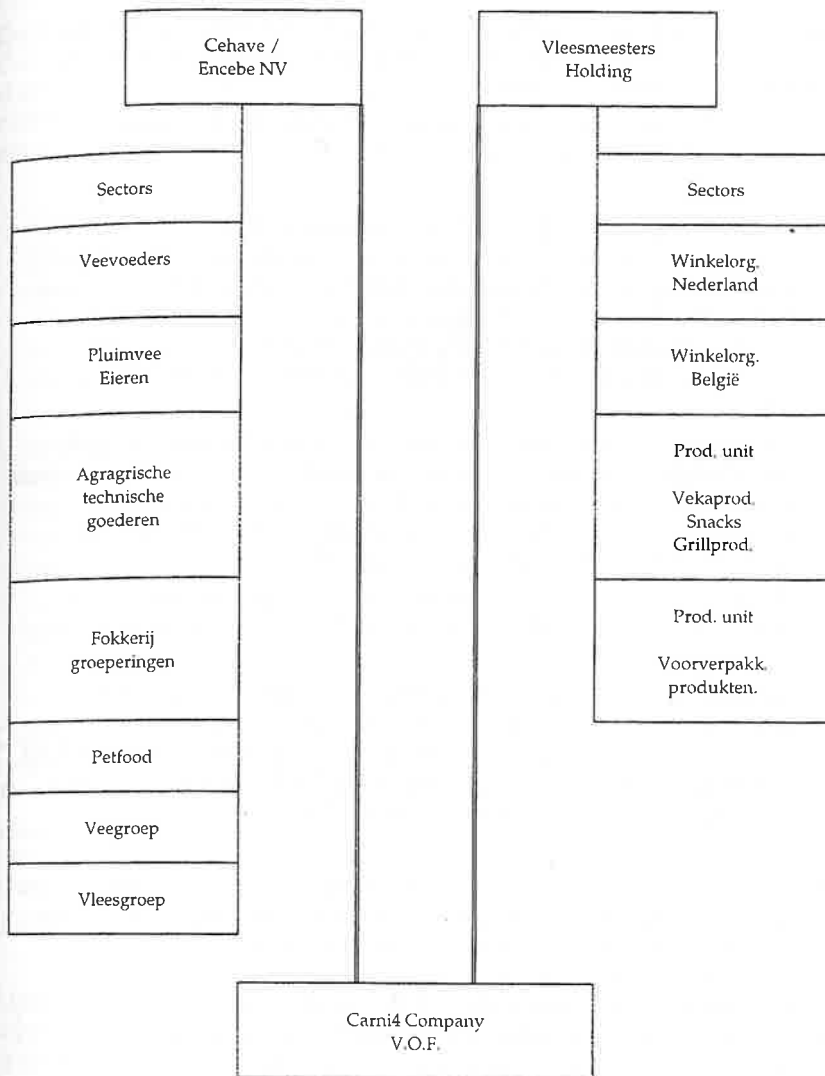 Cehave /
Encebe NV
Vleesmeesters
Holding
Sectors
Veevoeders
Pluimvee
Eieren
Agragrische
technische
goederen
Fokkerij
groeperingen
Petfood
Veegroep
Vleesgroep
Sectors
Winkelorg.
Nederland
Winkelorg.
België
Prod. unit
Vekaprod.
Snacks
Grillprod.
Prod. unit
Voorverpakk.
produkten.
Carni4 Company
V.O.F.